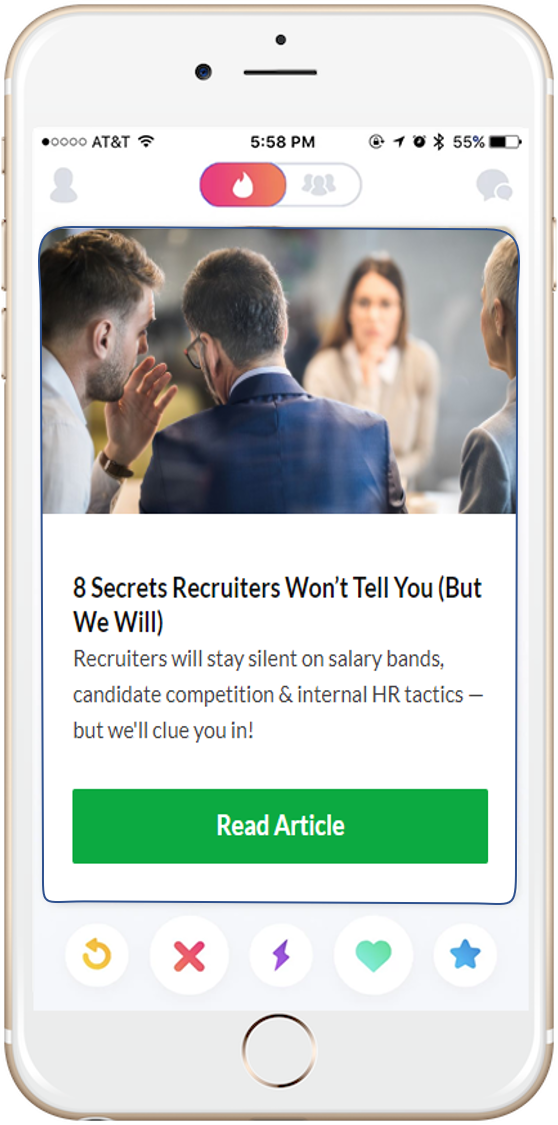 AT&T 5:58 PM 55%
8 Secrets Recruiters Won't Tell You (But
We Will)
Recruiters will stay silent on salary bands,
candidate competition & internal HR tactics —
but we'll clue you in!
Read Article